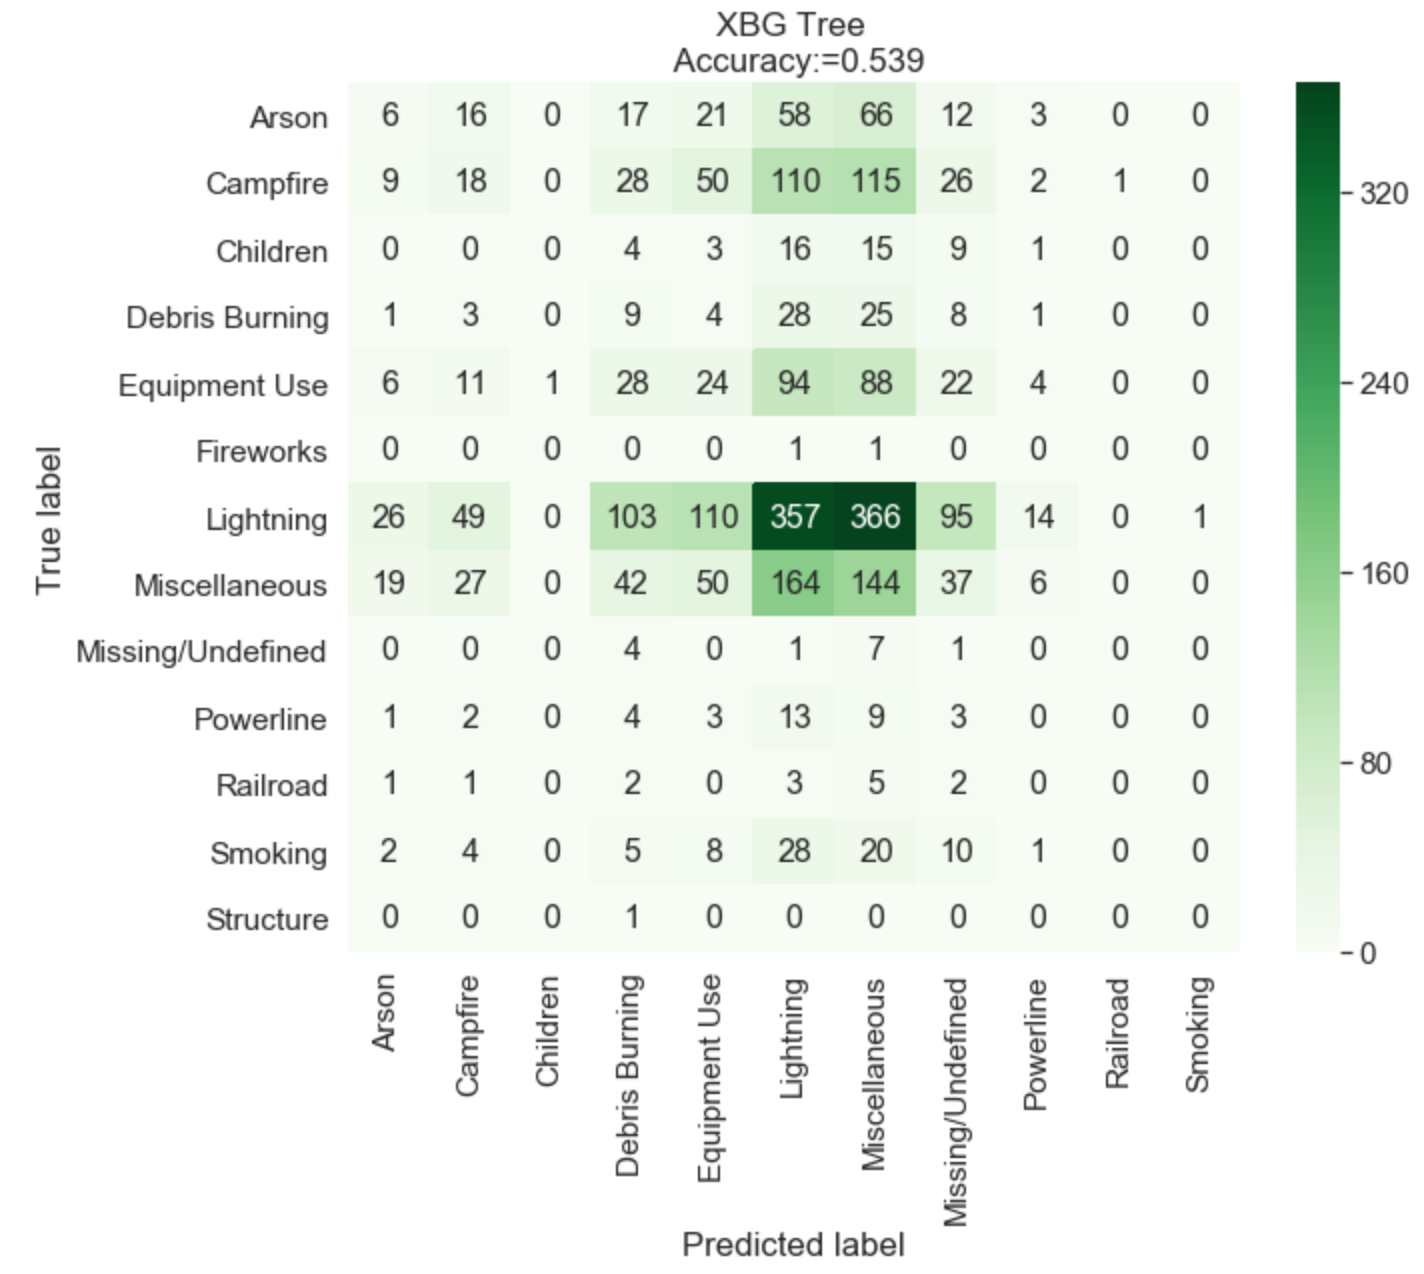 XBG Tree
Accuracy:=0.539
Arson 6 16 0 17 21 58 66 12 3 0 0
Campfire 9 18 0 28 50 110 115 26 2 1 0
Children 0 0 0 4 3 16 15 9 1 0 0
Debris Burning 1 3 0 9 4 28 25 8 1 0 0
Equipment Use 6 11 1 28 24 94 88 22 4 0 0
Fireworks 0 0 0 0 0 1 1 0 0 0 0
Lightning 26 49 0 103 110 357 366 95 14 0 1
Miscellaneous 19 27 0 42 50 164 144 37 6 0 0
Missing/Undefined 0 0 0 4 0 1 7 1 0 0 0
Powerline 1 2 0 4 3 13 9 3 0 0 0
Railroad 1 1 0 2 0 3 5 2 0 0 0
Smoking 2 4 0 5 8 28 20 10 1 0 0
Structure 0 0 0 1 0 0 0 0 0 0 0
True label
Arson
Campfire
Children
Debris Burning
Equipment Use
Lightning
Miscellaneous
Missing/Undefined
Powerline
Railroad
Smoking
Predicted label
320
240
160
80
0